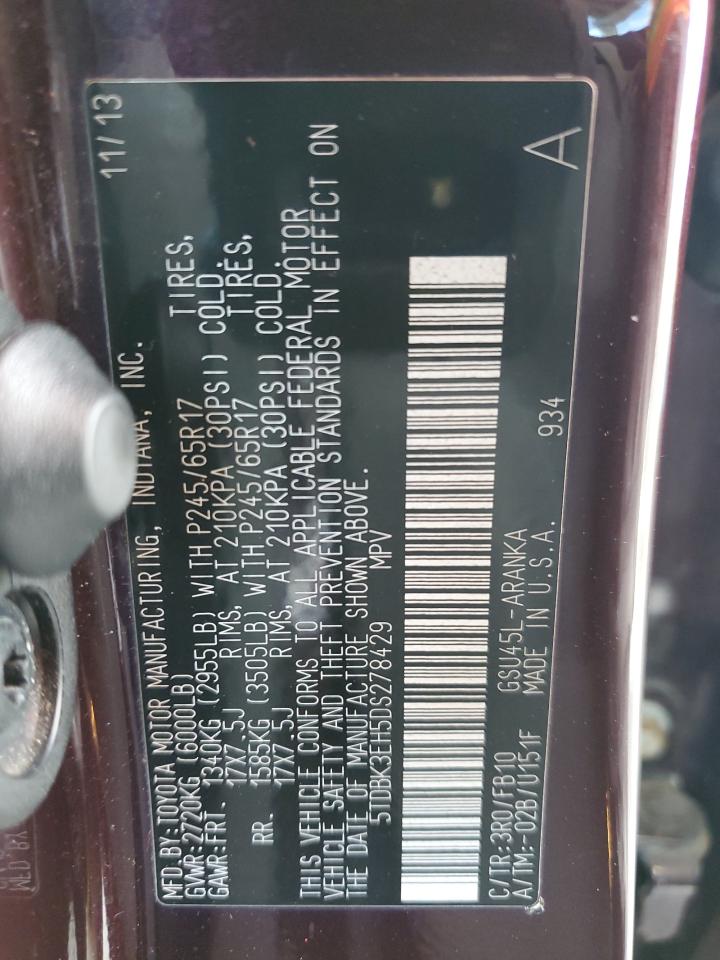 MFD.BY:TOYOTA MOTOR MANUFACTURING, INDIANA, INC. 11/13
GVWR:2720KG (6000LB)
GAWR:FRT. 1340KG (2955LB) WITH P245/65R17 TIRES,
17X7.5J RIMS, AT 210KPA (30PSI) COLD.
RR. 1585KG (3505LB) WITH P245/65R17 TIRES,
17X7.5J RIMS, AT 210KPA (30PSI) COLD.
THIS VEHICLE CONFORMS TO ALL APPLICABLE FEDERAL MOTOR
VEHICLE SAFETY AND THEFT PREVENTION STANDARDS IN EFFECT ON
THE DATE OF MANUFACTURE SHOWN ABOVE.
5TDBK3EH5DS278429 MPV
C/TR:3R0/FB10 GSU45L-ARANKA
A/TM:-02B/U151F MADE IN U.S.A. 934 A